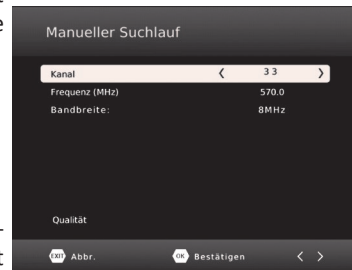 Manueller Suchlauf
Kanal < 33 >
Frequenz (MHz) 570.0
Bandbreite: 8MHz
Qualität
EXIT Abbr. OK Bestätigen < >